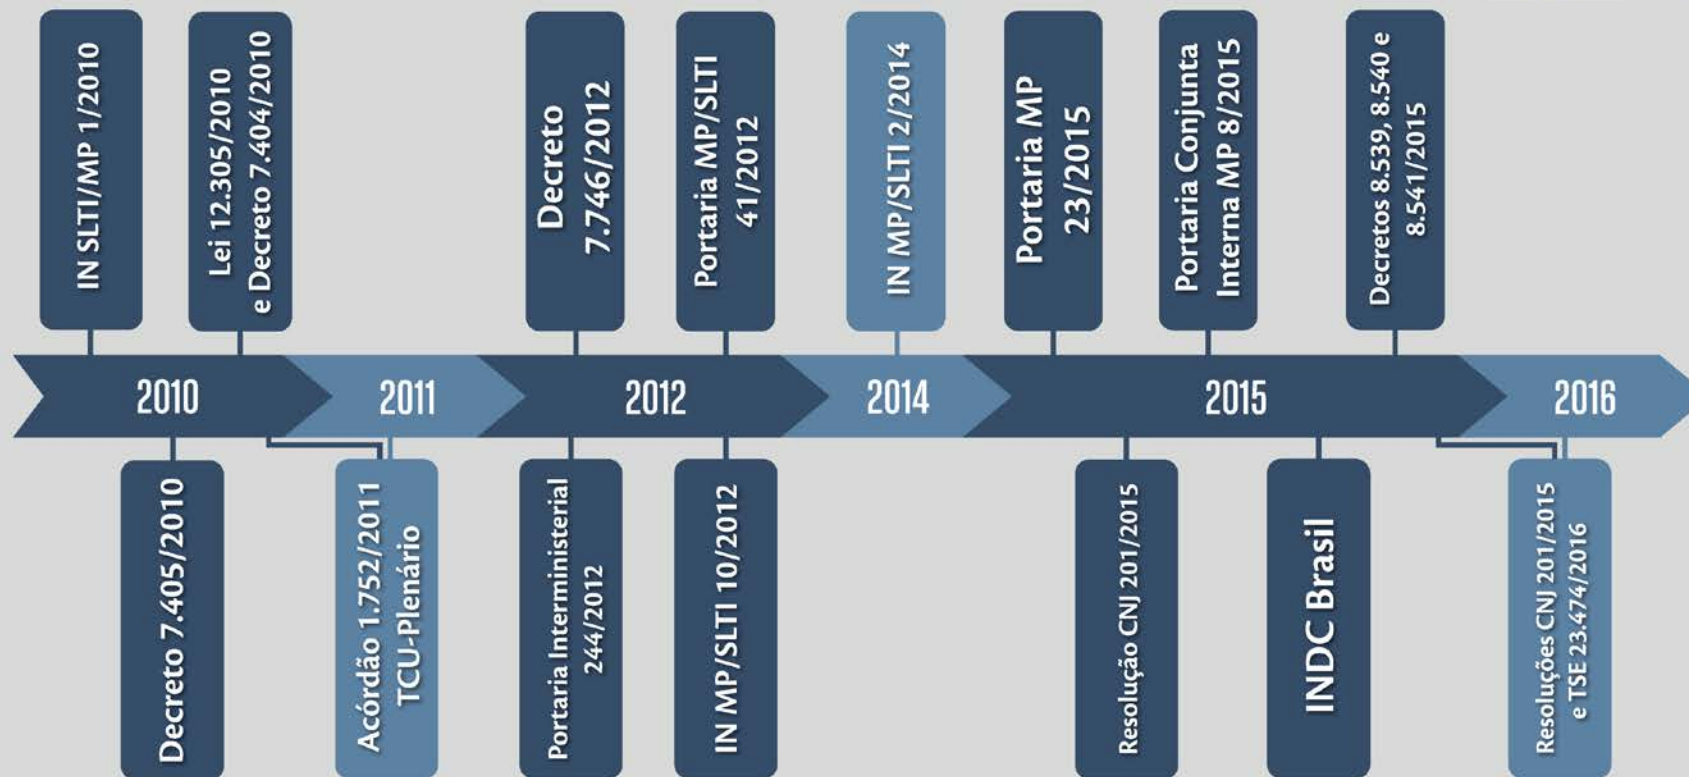 IN SLTI/MP 1/2010
Lei 12.305/2010
e Decreto 7.404/2010
Decreto
7.746/2012
Portaria MP/SLTI
41/2012
IN MP/SLTI 2/2014
Portaria MP
23/2015
Portaria Conjunta
Interna MP 8/2015
Decretos 8.539, 8.540 e
8.541/2015
2010
2011
2012
2014
2015
2016
Decreto 7.405/2010
Acórdão 1.752/2011
TCU-Plenário
Portaria Interministerial
244/2012
IN MP/SLTI 10/2012
Resolução CNJ 201/2015
INDC Brasil
Resoluções CNJ 201/2015
e TSE 23.474/2016